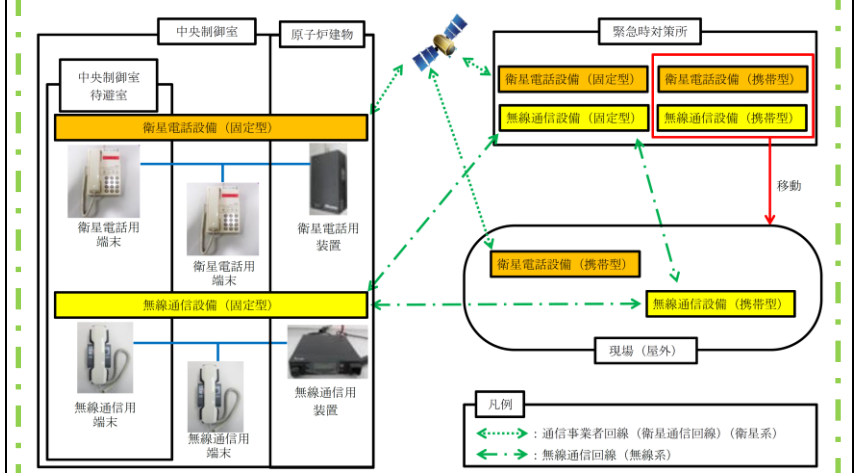 中央制御室
原子炉建物
中央制御室
待避室
衛星電話設備（固定型）
衛星電話用
端末
衛星電話用
端末
衛星電話用
装置
無線通信設備（固定型）
無線通信用
端末
無線通信用
端末
無線通信用
装置
緊急時対策所
衛星電話設備（固定型）
衛星電話設備（携帯型）
無線通信設備（固定型）
無線通信設備（携帯型）
移動
衛星電話設備（携帯型）
無線通信設備（携帯型）
現場（屋外）
凡例
：通信事業者回線（衛星通信回線）（衛星系）
：無線通信回線（無線系）